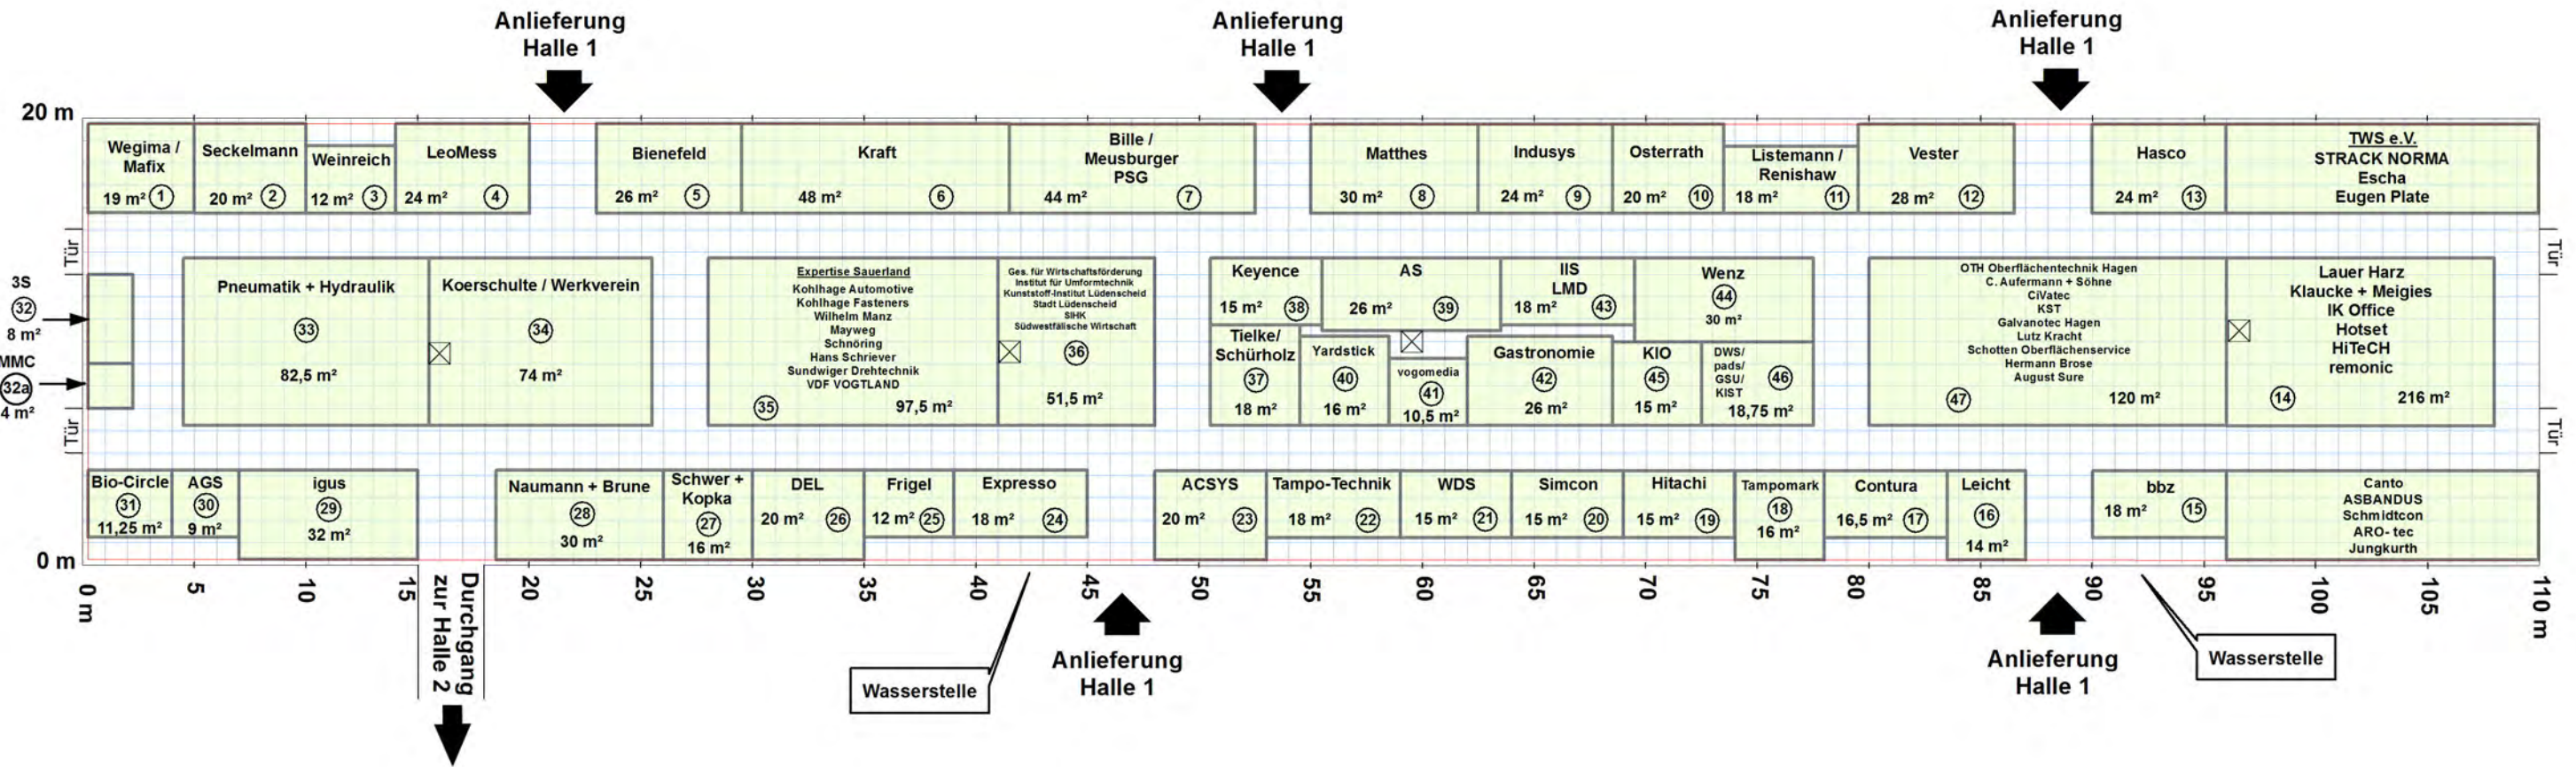 Anlieferung
Halle 1
Anlieferung
Halle 1
Anlieferung
Halle 1
20 m
Wegima /
Mafix
19 m² 1
Seckelmann
20 m² 2
Weinreich
12 m² 3
LeoMess
24 m² 4
Bienefeld
26 m² 5
Kraft
48 m² 6
Bille /
Meusburger
PSG
44 m² 7
Matthes
30 m² 8
Indusys
24 m² 9
Osterrath
20 m² 10
Listemann /
Renishaw
18 m² 11
Vester
28 m² 12
Hasco
24 m² 13
TWS e.V.
STRACK NORMA
Escha
Eugen Plate
Tür
Tür
3S
32
8 m²
MMC
32a
4 m²
Pneumatik + Hydraulik
33
82,5 m²
Koerschulte / Werkverein
34
74 m²
Expertise Sauerland
Kohlhage Automotive
Kohlhage Fasteners
Wilhelm Manz
Mayweg
Schnöring
Hans Schriever
Sundwiger Drehtechnik
VDF VOGTLAND
35 97,5 m²
Ges. für Wirtschaftsförderung
Institut für Umformtechnik
Kunststoff-Institut Lüdenscheid
Stadt Lüdenscheid
SIHK
Südwestfälische Wirtschaft
36
51,5 m²
Keyence
15 m² 38
AS
26 m² 39
IIS
LMD
18 m² 43
Wenz
44
30 m²
Tielke/
Schürholz
37
18 m²
Yardstick
40
16 m²
vogomedia
41
10,5 m²
Gastronomie
42
26 m²
KIO
45
15 m²
DWS/
pads/
GSU/
KIST
46
18,75 m²
OTH Oberflächentechnik Hagen
C. Aufermann + Söhne
CiVatec
KST
Galvanotec Hagen
Lutz Kracht
Schotten Oberflächenservice
Hermann Brose
August Sure
47 120 m²
Lauer Harz
Klaucke + Meigies
IK Office
Hotset
HiTeCH
remonic
14 216 m²
Tür
Tür
Bio-Circle
31
11,25 m²
AGS
30
9 m²
igus
29
32 m²
Naumann + Brune
28
30 m²
Schwer +
Kopka
27
16 m²
DEL
20 m² 26
Frigel
12 m² 25
Expresso
18 m² 24
ACSYS
20 m² 23
Tampo-Technik
18 m² 22
WDS
15 m² 21
Simcon
15 m² 20
Hitachi
15 m² 19
Tampomark
18
16 m²
Contura
16,5 m² 17
Leicht
16
14 m²
bbz
18 m² 15
Canto
ASBANDUS
Schmidtcon
ARO- tec
Jungkurth
0 m
0 m 5 10 15 20 25 30 35 40 45 50 55 60 65 70 75 80 85 90 95 100 105 110 m
Durchgang
zur Halle 2
Wasserstelle
Anlieferung
Halle 1
Anlieferung
Halle 1
Wasserstelle